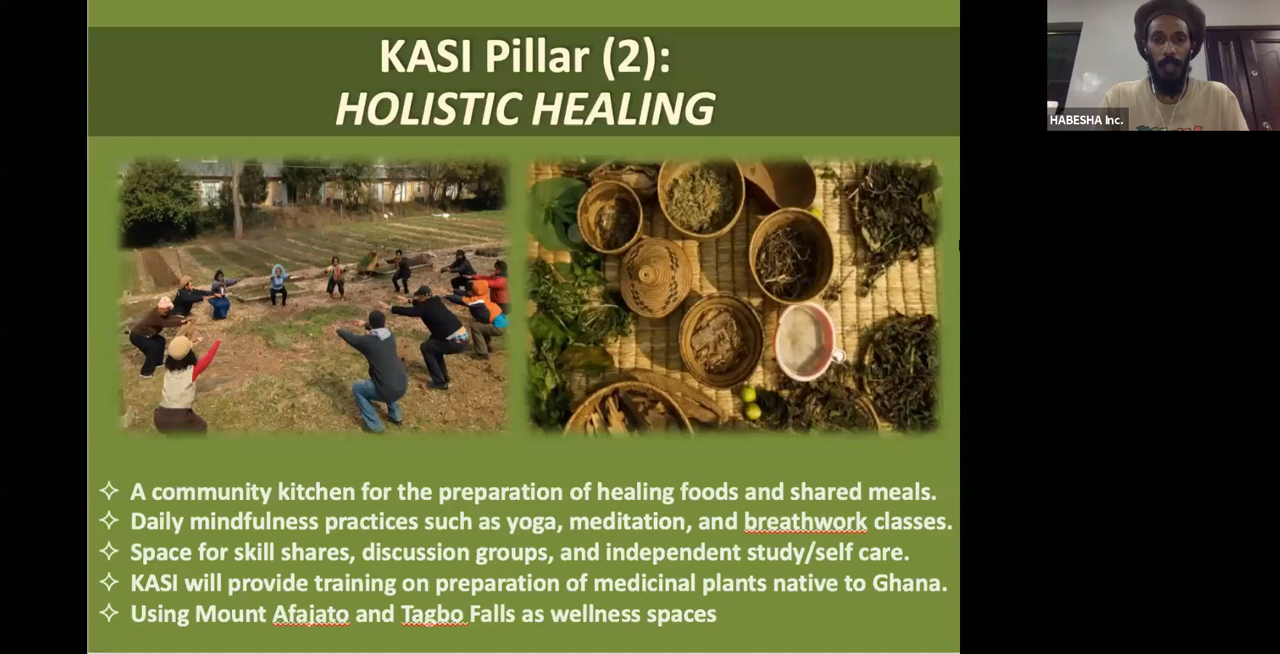 KASI Pillar (2):
HOLISTIC HEALING
HABESHA Inc.
✧ A community kitchen for the preparation of healing foods and shared meals.
✧ Daily mindfulness practices such as yoga, meditation, and breathwork classes.
✧ Space for skill shares, discussion groups, and independent study/self care.
✧ KASI will provide training on preparation of medicinal plants native to Ghana.
✧ Using Mount Afajato and Tagbo Falls as wellness spaces